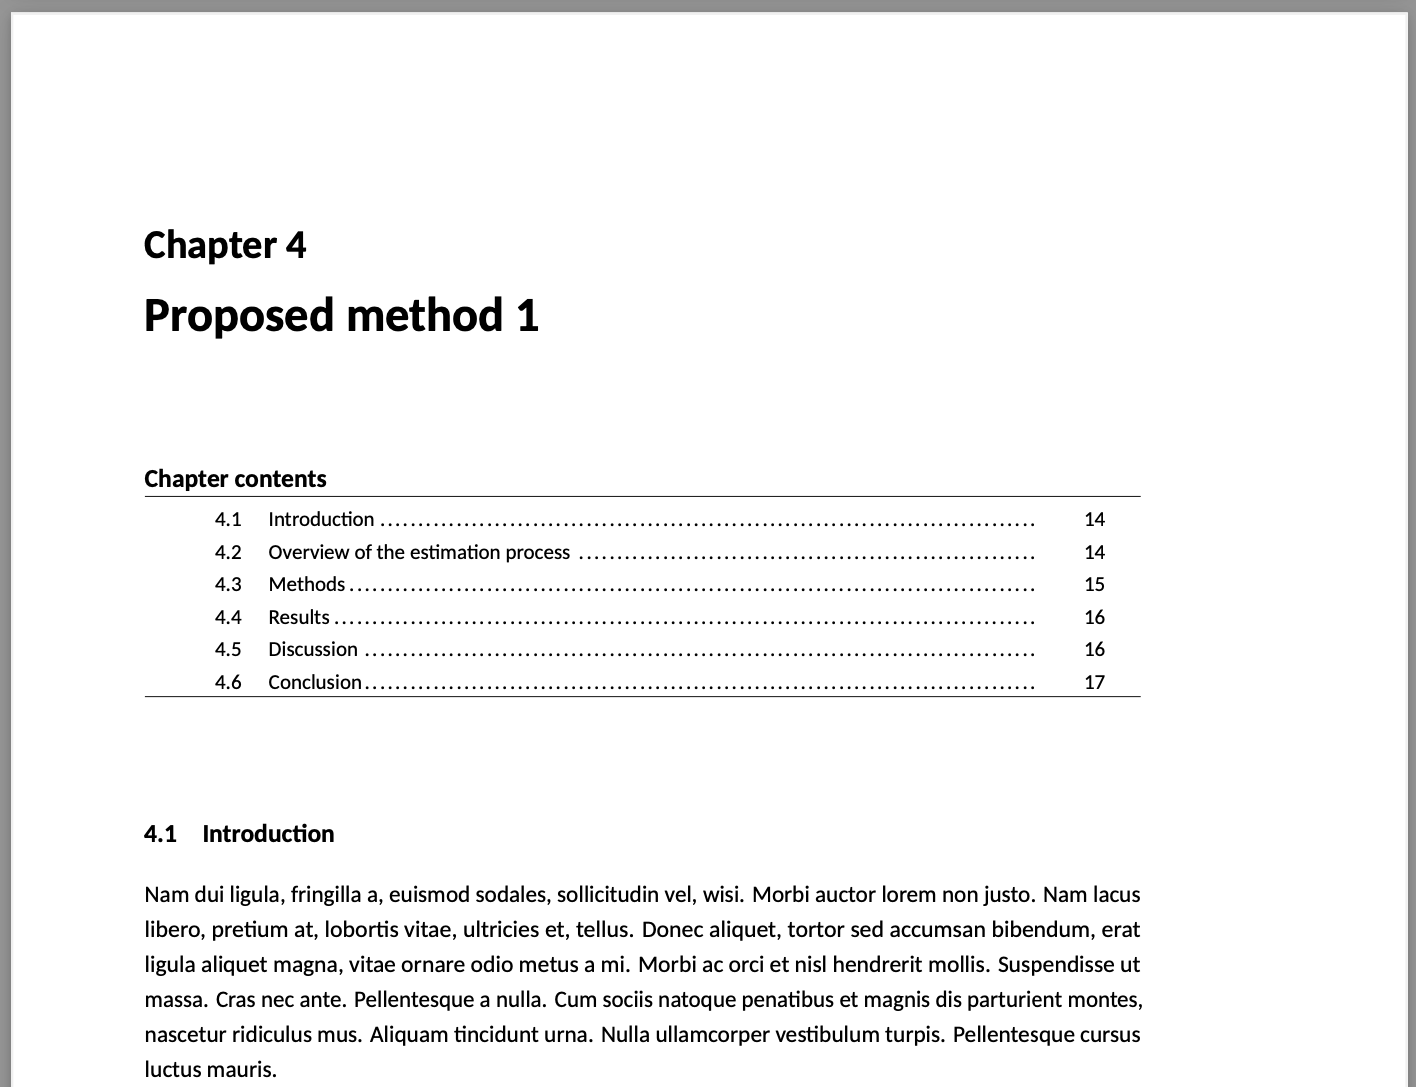 Chapter 4
Proposed method 1
Chapter contents
4.1 Introduction ........................................ 14
4.2 Overview of the estimation process ........................................ 14
4.3 Methods ........................................ 15
4.4 Results ........................................ 16
4.5 Discussion ........................................ 16
4.6 Conclusion ........................................ 17
4.1 Introduction
Nam dui ligula, fringilla a, euismod sodales, sollicitudin vel, wisi. Morbi auctor lorem non justo. Nam lacus
libero, pretium at, lobortis vitae, ultricies et, tellus. Donec aliquet, tortor sed accumsan bibendum, erat
ligula aliquet magna, vitae ornare odio metus a mi. Morbi ac orci et nisl hendrerit mollis. Suspendisse ut
massa. Cras nec ante. Pellentesque a nulla. Cum sociis natoque penatibus et magnis dis parturient montes,
nascetur ridiculus mus. Aliquam tincidunt urna. Nulla ullamcorper vestibulum turpis. Pellentesque cursus
luctus mauris.